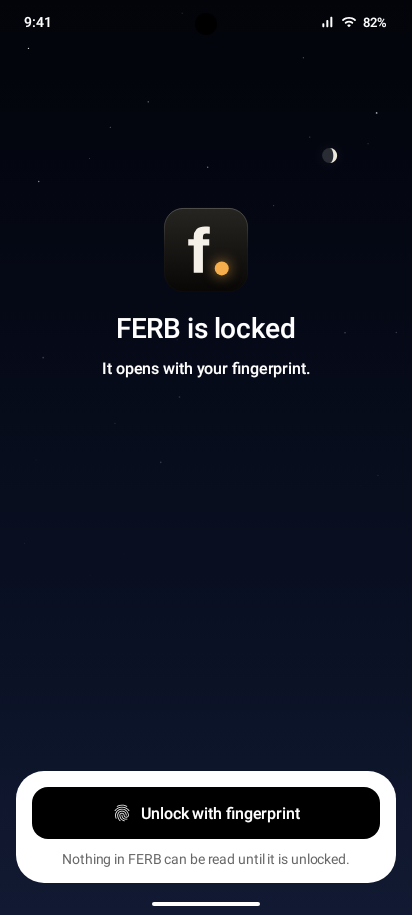 9:41
82%
f.
FERB is locked
It opens with your fingerprint.
Unlock with fingerprint
Nothing in FERB can be read until it is unlocked.